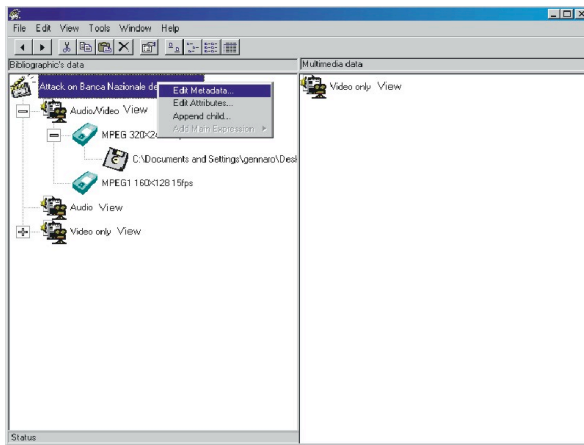 File Edit View Tools Window Help
Bibliographic's data
Multimedia data
Attack on Banca Nazionale de
Edit Metadata...
Edit Attributes...
Append child...
Add Main Expression
Audio/Video View
MPEG 320x24
C:\Documents and Settings\gennaro\Desk
MPEG1 160x128 15fps
Audio View
Video only View
Video only View
Status